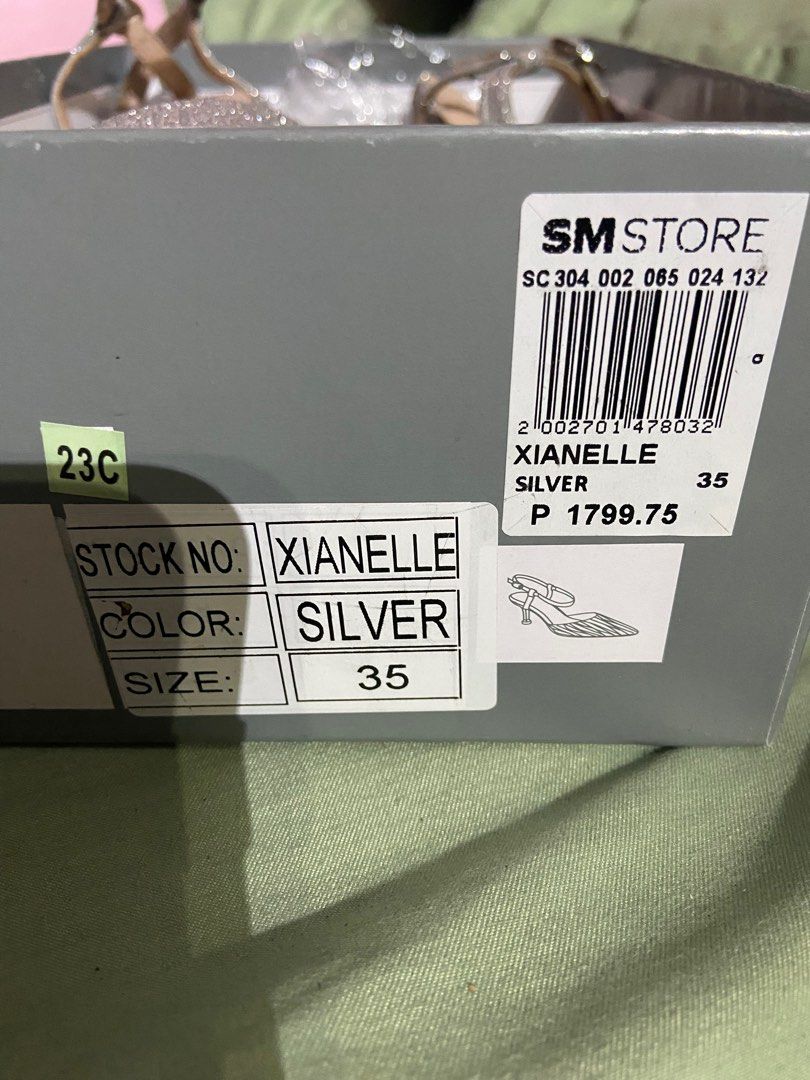 SM STORE
SC 304 002 065 024 132
2 002701 478032
XIANELLE
SILVER 35
P 1799.75
23C
STOCK NO: XIANELLE
COLOR: SILVER
SIZE: 35